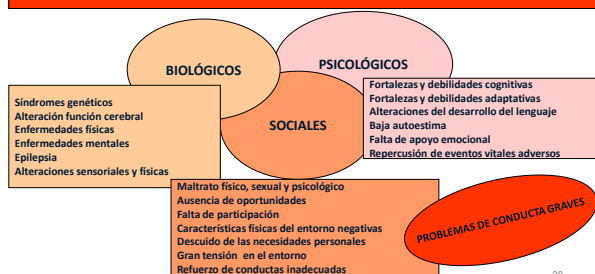 BIOLÓGICOS
PSICOLÓGICOS
SOCIALES
Síndromes genéticos
Alteración función cerebral
Enfermedades físicas
Enfermedades mentales
Epilepsia
Alteraciones sensoriales y físicas
Fortalezas y debilidades cognitivas
Fortalezas y debilidades adaptativas
Alteraciones del desarrollo del lenguaje
Baja autoestima
Falta de apoyo emocional
Repercusión de eventos vitales adversos
Maltrato físico, sexual y psicológico
Ausencia de oportunidades
Falta de participación
Características físicas del entorno negativas
Descuido de las necesidades personales
Gran tensión en el entorno
Refuerzo de conductas inadecuadas
PROBLEMAS DE CONDUCTA GRAVES